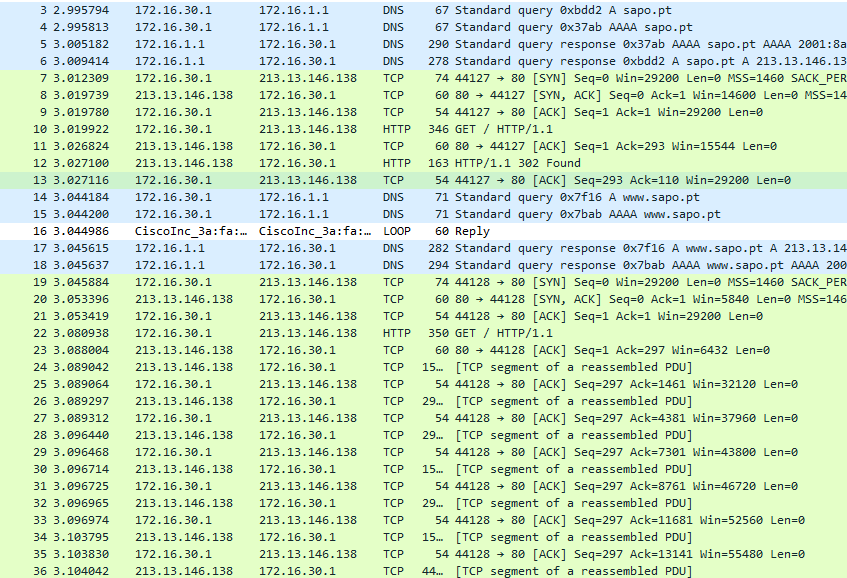 3 2.995794 172.16.30.1 172.16.1.1 DNS 67 Standard query 0xbdd2 A sapo.pt
4 2.995813 172.16.30.1 172.16.1.1 DNS 67 Standard query 0x37ab AAAA sapo.pt
5 3.005182 172.16.1.1 172.16.30.1 DNS 290 Standard query response 0x37ab AAAA sapo.pt AAAA 2001:8a
6 3.009414 172.16.1.1 172.16.30.1 DNS 278 Standard query response 0xbdd2 A sapo.pt A 213.13.146.13
7 3.012309 172.16.30.1 213.13.146.138 TCP 74 44127 → 80 [SYN] Seq=0 Win=29200 Len=0 MSS=1460 SACK_PER
8 3.019739 213.13.146.138 172.16.30.1 TCP 60 80 → 44127 [SYN, ACK] Seq=0 Ack=1 Win=14600 Len=0 MSS=14
9 3.019780 172.16.30.1 213.13.146.138 TCP 54 44127 → 80 [ACK] Seq=1 Ack=1 Win=29200 Len=0
10 3.019922 172.16.30.1 213.13.146.138 HTTP 346 GET / HTTP/1.1
11 3.026824 213.13.146.138 172.16.30.1 TCP 60 80 → 44127 [ACK] Seq=1 Ack=293 Win=15544 Len=0
12 3.027100 213.13.146.138 172.16.30.1 HTTP 163 HTTP/1.1 302 Found
13 3.027116 172.16.30.1 213.13.146.138 TCP 54 44127 → 80 [ACK] Seq=293 Ack=110 Win=29200 Len=0
14 3.044184 172.16.30.1 172.16.1.1 DNS 71 Standard query 0x7f16 A www.sapo.pt
15 3.044200 172.16.30.1 172.16.1.1 DNS 71 Standard query 0x7bab AAAA www.sapo.pt
16 3.044986 CiscoInc_3a:fa:… CiscoInc_3a:fa:… LOOP 60 Reply
17 3.045615 172.16.1.1 172.16.30.1 DNS 282 Standard query response 0x7f16 A www.sapo.pt A 213.13.14
18 3.045637 172.16.1.1 172.16.30.1 DNS 294 Standard query response 0x7bab AAAA www.sapo.pt AAAA 200
19 3.045884 172.16.30.1 213.13.146.138 TCP 74 44128 → 80 [SYN] Seq=0 Win=29200 Len=0 MSS=1460 SACK_PER
20 3.053396 213.13.146.138 172.16.30.1 TCP 60 80 → 44128 [SYN, ACK] Seq=0 Ack=1 Win=5840 Len=0 MSS=146
21 3.053419 172.16.30.1 213.13.146.138 TCP 54 44128 → 80 [ACK] Seq=1 Ack=1 Win=29200 Len=0
22 3.080938 172.16.30.1 213.13.146.138 HTTP 350 GET / HTTP/1.1
23 3.088004 213.13.146.138 172.16.30.1 TCP 60 80 → 44128 [ACK] Seq=1 Ack=297 Win=6432 Len=0
24 3.089042 213.13.146.138 172.16.30.1 TCP 15… [TCP segment of a reassembled PDU]
25 3.089064 172.16.30.1 213.13.146.138 TCP 54 44128 → 80 [ACK] Seq=297 Ack=1461 Win=32120 Len=0
26 3.089297 213.13.146.138 172.16.30.1 TCP 29… [TCP segment of a reassembled PDU]
27 3.089312 172.16.30.1 213.13.146.138 TCP 54 44128 → 80 [ACK] Seq=297 Ack=4381 Win=37960 Len=0
28 3.096440 213.13.146.138 172.16.30.1 TCP 29… [TCP segment of a reassembled PDU]
29 3.096468 172.16.30.1 213.13.146.138 TCP 54 44128 → 80 [ACK] Seq=297 Ack=7301 Win=43800 Len=0
30 3.096714 213.13.146.138 172.16.30.1 TCP 15… [TCP segment of a reassembled PDU]
31 3.096725 172.16.30.1 213.13.146.138 TCP 54 44128 → 80 [ACK] Seq=297 Ack=8761 Win=46720 Len=0
32 3.096965 213.13.146.138 172.16.30.1 TCP 29… [TCP segment of a reassembled PDU]
33 3.096974 172.16.30.1 213.13.146.138 TCP 54 44128 → 80 [ACK] Seq=297 Ack=11681 Win=52560 Len=0
34 3.103795 213.13.146.138 172.16.30.1 TCP 15… [TCP segment of a reassembled PDU]
35 3.103830 172.16.30.1 213.13.146.138 TCP 54 44128 → 80 [ACK] Seq=297 Ack=13141 Win=55480 Len=0
36 3.104042 213.13.146.138 172.16.30.1 TCP 44… [TCP segment of a reassembled PDU]